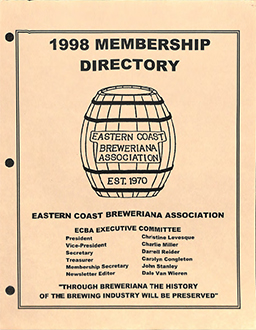 1998 MEMBERSHIP
DIRECTORY
EASTERN COAST
BREWERIANA
ASSOCIATION
EST. 1970
EASTERN COAST BREWERIANA ASSOCIATION
ECBA EXECUTIVE COMMITTEE
President Christine Levesque
Vice-President Charlie Miller
Secretary Darrell Reider
Treasurer Carolyn Congleton
Membership Secretary John Stanley
Newsletter Editor Dale Van Wieren
"THROUGH BREWERIANA THE HISTORY
OF THE BREWING INDUSTRY WILL BE PRESERVED"